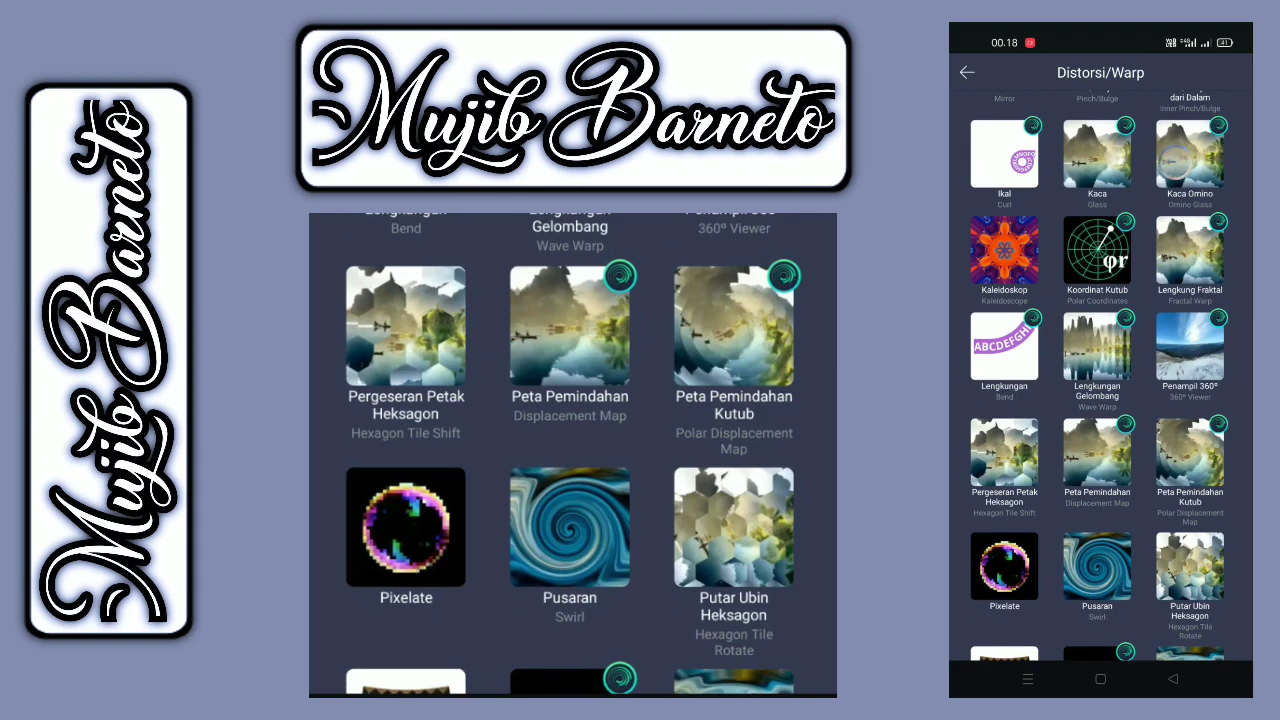 Mujib Barneto
Mujib Barneto
Bend
Gelombang
Wave Warp
360º Viewer
Pergeseran Petak
Heksagon
Hexagon Tile Shift
Peta Pemindahan
Displacement Map
Peta Pemindahan
Kutub
Polar Displacement
Map
Pixelate
Pusaran
Swirl
Putar Ubin
Heksagon
Hexagon Tile
Rotate
00.18
41
Distorsi/Warp
Mirror
Pinch/Bulge
dari Dalam
Inner Pinch/Bulge
Ikal
Curl
Kaca
Glass
Kaca Omino
Omino Glass
Kaleidoskop
Kaleidoscope
φr
Koordinat Kutub
Polar Coordinates
Lengkung Fraktal
Fractal Warp
ABCDEFGH
Lengkungan
Bend
Lengkungan
Gelombang
Wave Warp
Penampil 360º
360º Viewer
Pergeseran Petak
Heksagon
Hexagon Tile Shift
Peta Pemindahan
Displacement Map
Peta Pemindahan
Kutub
Polar Displacement
Map
Pixelate
Pusaran
Swirl
Putar Ubin
Heksagon
Hexagon Tile
Rotate